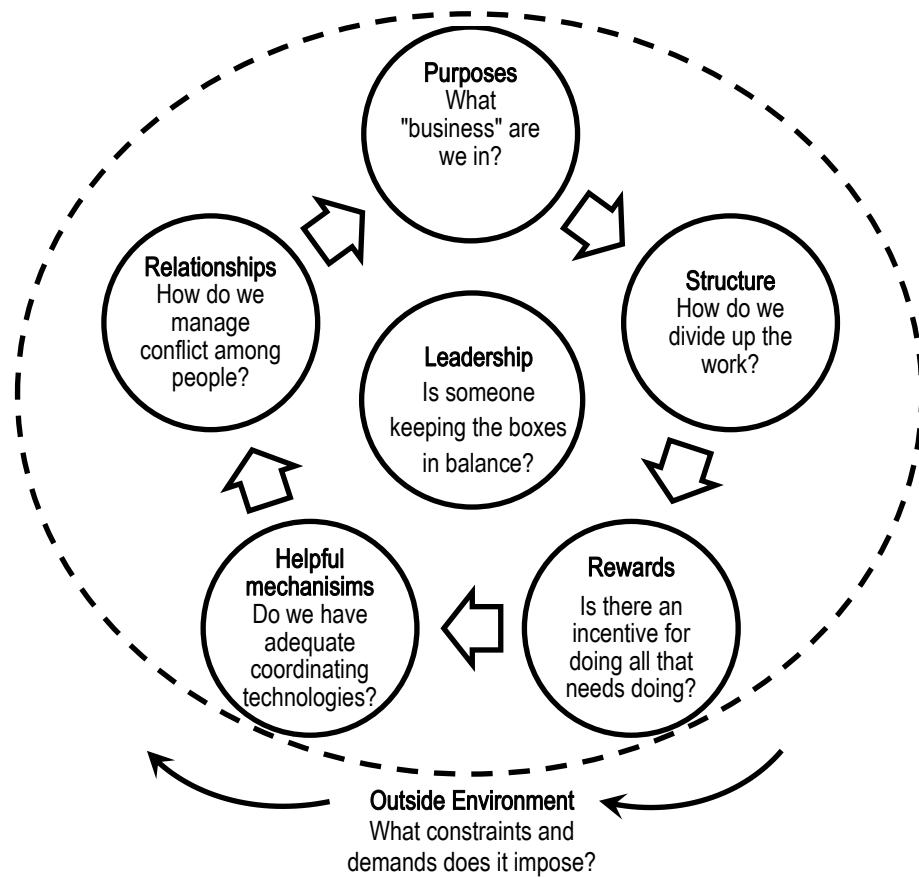 Purposes
What
"business" are
we in?
Relationships
How do we
manage
conflict among
people?
Structure
How do we
divide up the
work?
Leadership
Is someone
keeping the boxes
in balance?
Helpful
mechanisims
Do we have
adequate
coordinating
technologies?
Rewards
Is there an
incentive for
doing all that
needs doing?
Outside Environment
What constraints and
demands does it impose?